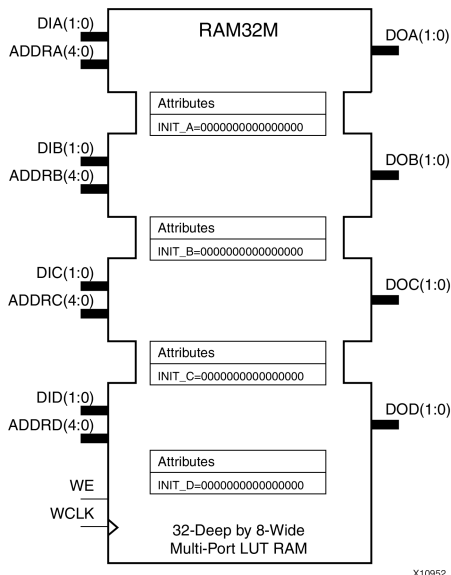 DIA(1:0)
RAM32M
DOA(1:0)
ADDRA(4:0)
Attributes
INIT_A=0000000000000000
DIB(1:0)
DOB(1:0)
ADDRB(4:0)
Attributes
INIT_B=0000000000000000
DIC(1:0)
DOC(1:0)
ADDRC(4:0)
Attributes
INIT_C=0000000000000000
DID(1:0)
DOD(1:0)
ADDRD(4:0)
Attributes
INIT_D=0000000000000000
WE
WCLK
32-Deep by 8-Wide
Multi-Port LUT RAM
X10952